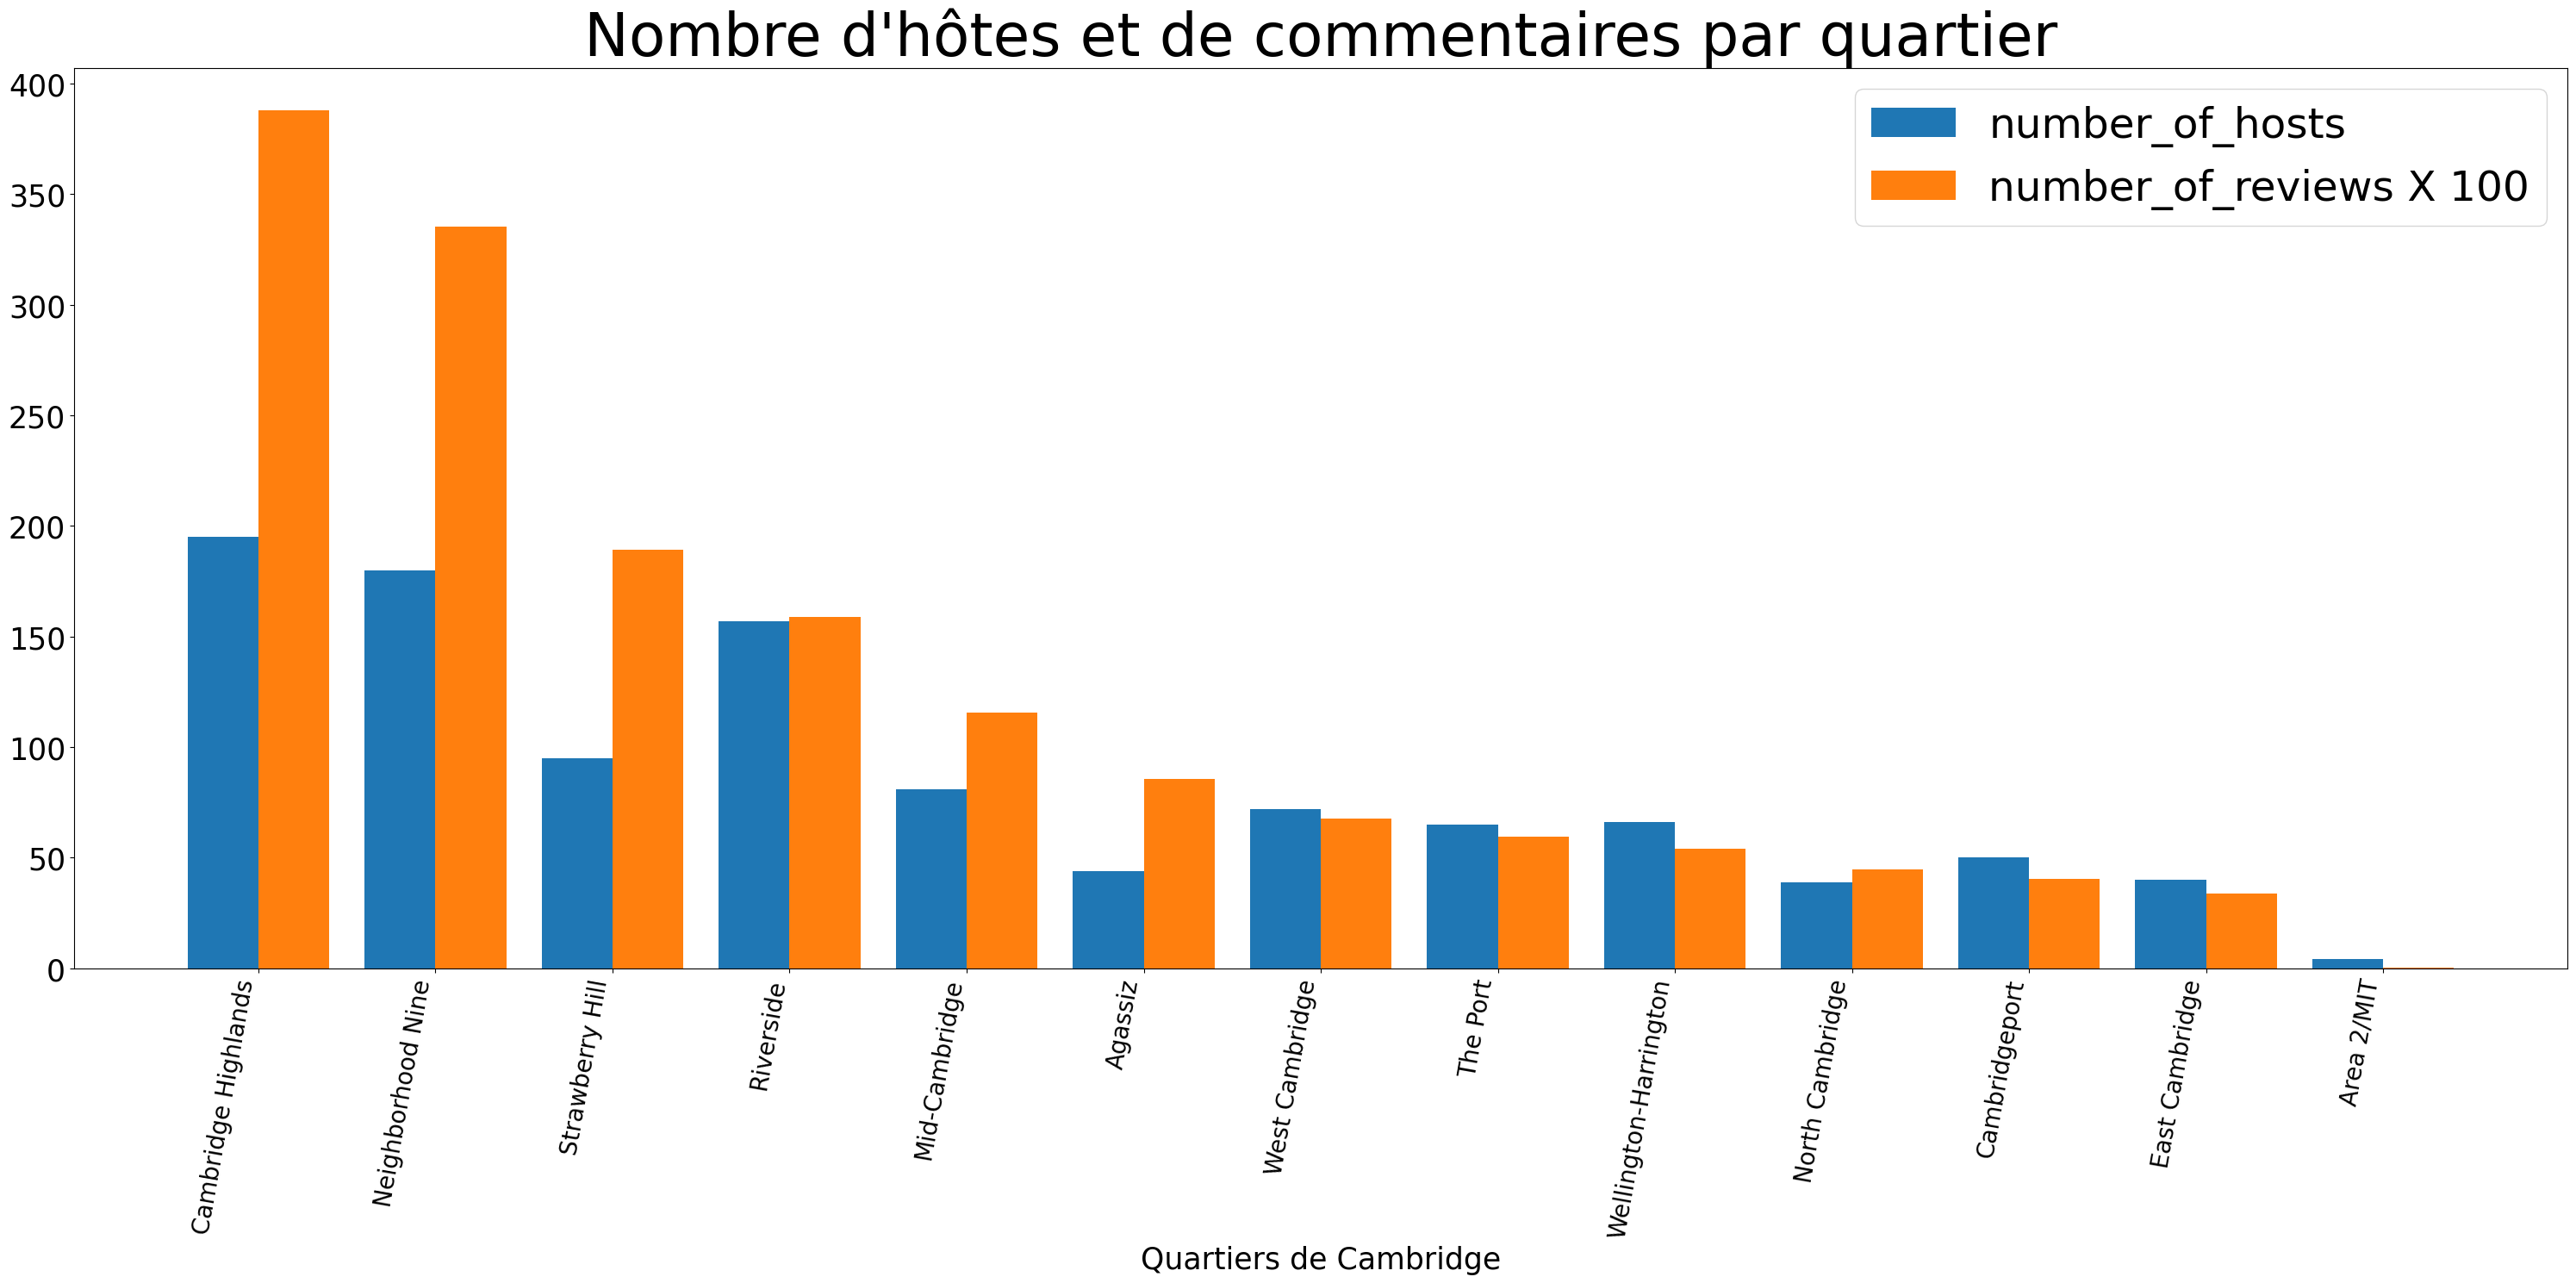 Nombre d'hôtes et de commentaires par quartier
400
350
300
250
200
150
100
50
0
number_of_hosts
number_of_reviews X 100
Cambridge Highlands
Neighborhood Nine
Strawberry Hill
Riverside
Mid-Cambridge
Agassiz
West Cambridge
The Port
Wellington-Harrington
North Cambridge
Cambridgeport
East Cambridge
Area 2/MIT
Quartiers de Cambridge